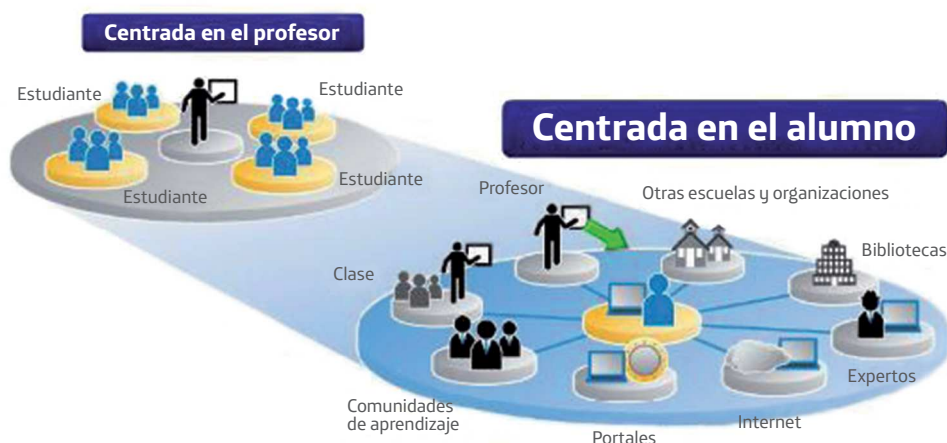 Centrada en el profesor
Estudiante
Estudiante
Estudiante
Estudiante
Centrada en el alumno
Profesor
Otras escuelas y organizaciones
Clase
Bibliotecas
Expertos
Comunidades
de aprendizaje
Portales
Internet